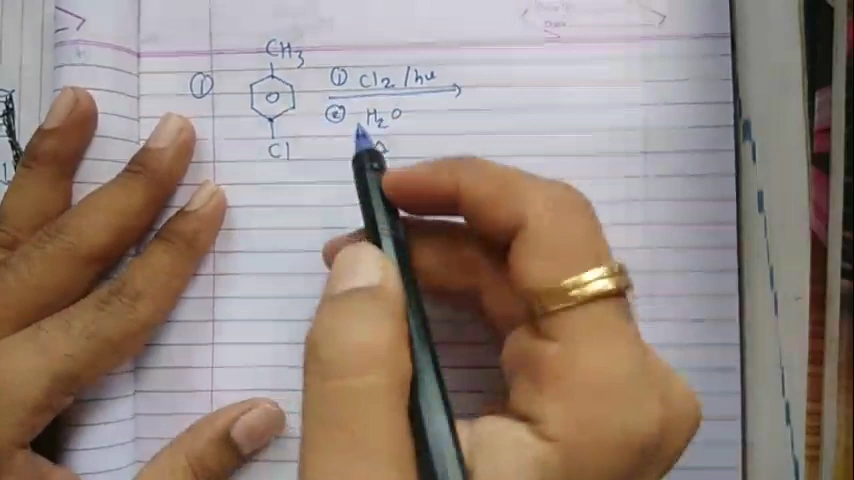 CH3
① ① Cl2/hν
② H2O
Cl Δ